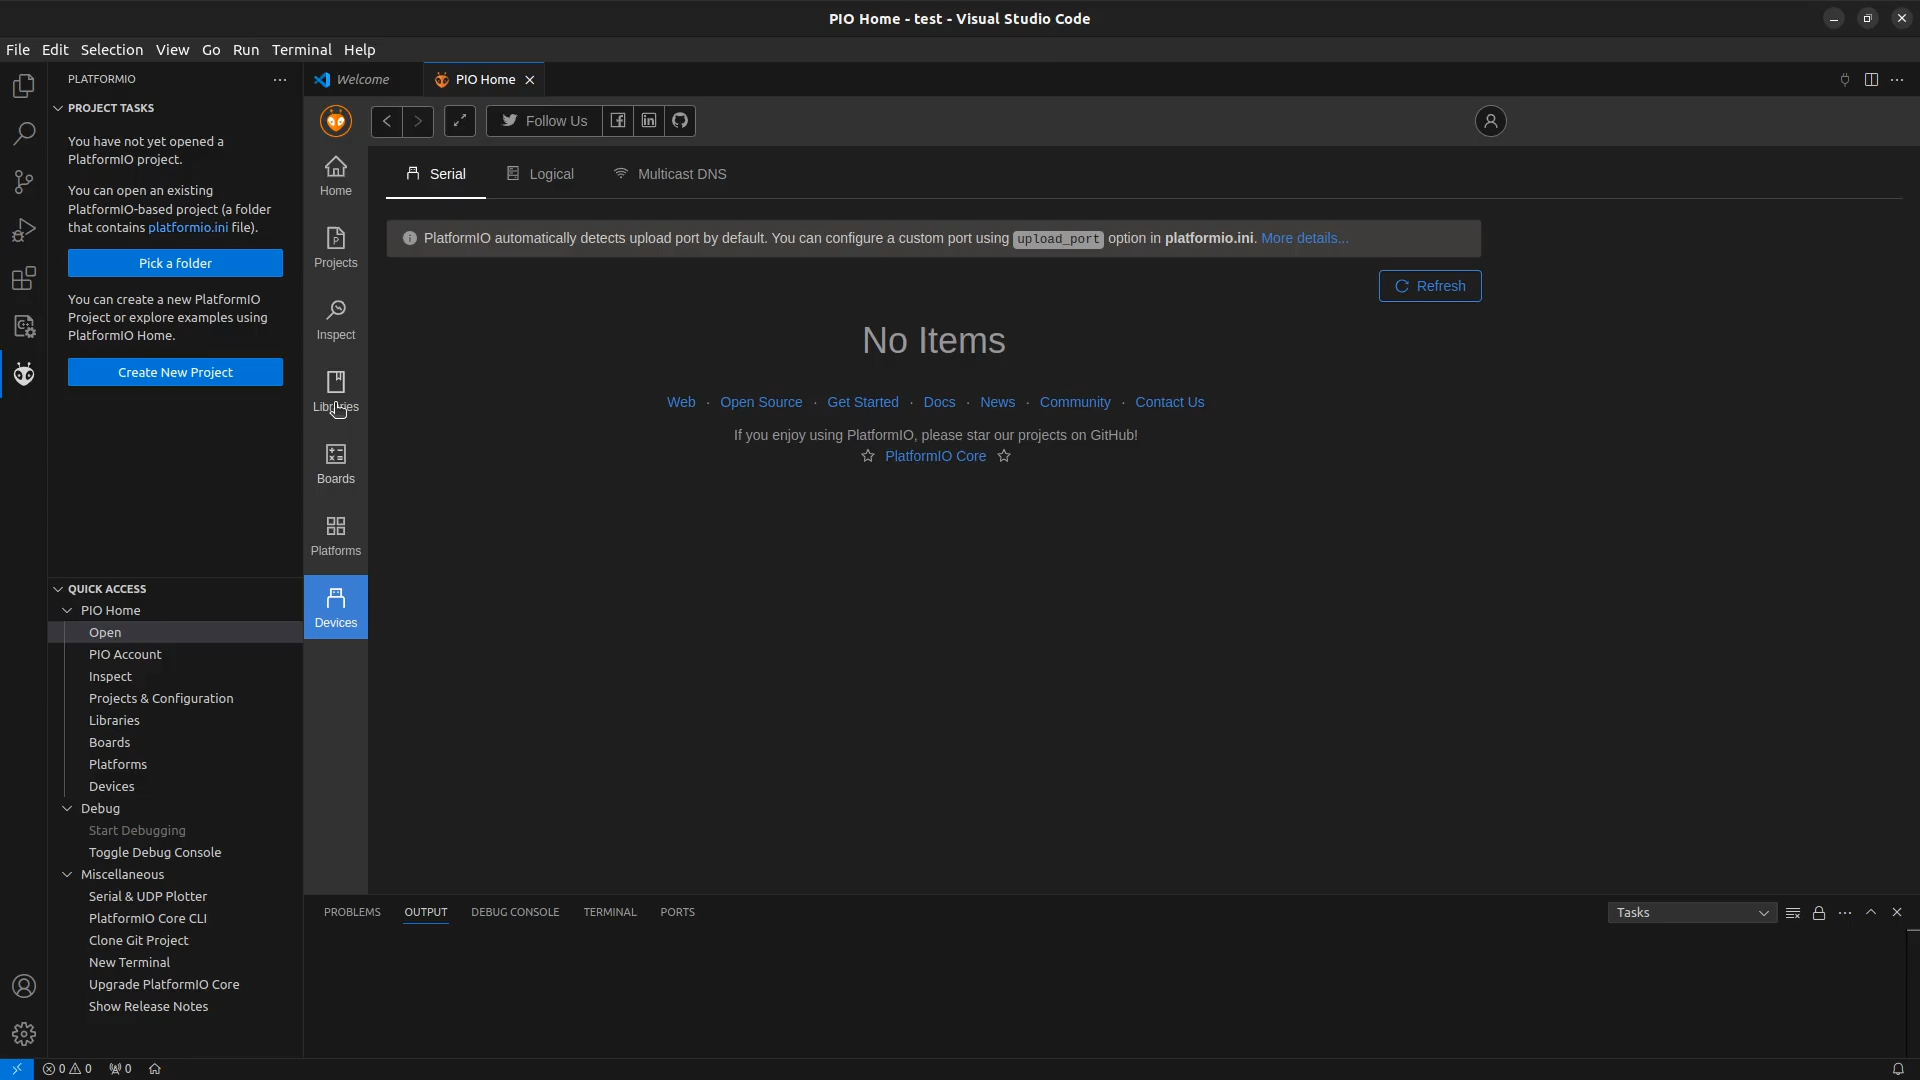 PIO Home - test - Visual Studio Code
File Edit Selection View Go Run Terminal Help
PLATFORMIO
PROJECT TASKS
You have not yet opened a
PlatformIO project.
You can open an existing
PlatformIO-based project (a folder
that contains platformio.ini file).
Pick a folder
You can create a new PlatformIO
Project or explore examples using
PlatformIO Home.
Create New Project
QUICK ACCESS
PIO Home
Open
PIO Account
Inspect
Projects & Configuration
Libraries
Boards
Platforms
Devices
Debug
Start Debugging
Toggle Debug Console
Miscellaneous
Serial & UDP Plotter
PlatformIO Core CLI
Clone Git Project
New Terminal
Upgrade PlatformIO Core
Show Release Notes
Welcome
PIO Home
Follow Us
Home
Projects
Inspect
Libraries
Boards
Platforms
Devices
Serial Logical Multicast DNS
PlatformIO automatically detects upload port by default. You can configure a custom port using upload_port option in platformio.ini. More details...
Refresh
No Items
Web · Open Source · Get Started · Docs · News · Community · Contact Us
If you enjoy using PlatformIO, please star our projects on GitHub!
PlatformIO Core
PROBLEMS OUTPUT DEBUG CONSOLE TERMINAL PORTS
Tasks
0 0 0